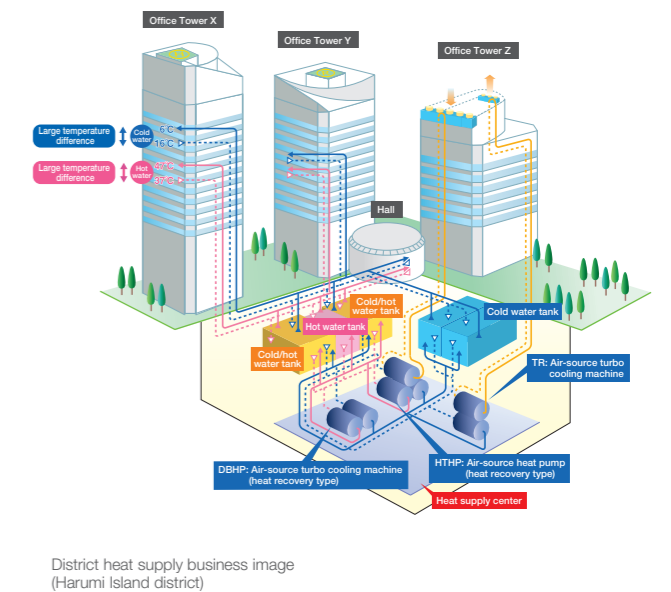 Office Tower X
Office Tower Y
Office Tower Z
Large temperature
difference
Cold
water
6°C
16°C
Large temperature
difference
Hot
water
47°C
37°C
Hall
Cold/hot
water tank
Hot water tank
Cold water tank
Cold/hot
water tank
TR: Air-source turbo
cooling machine
DBHP: Air-source turbo cooling machine
(heat recovery type)
HTHP: Air-source heat pump
(heat recovery type)
Heat supply center
District heat supply business image
(Harumi Island district)